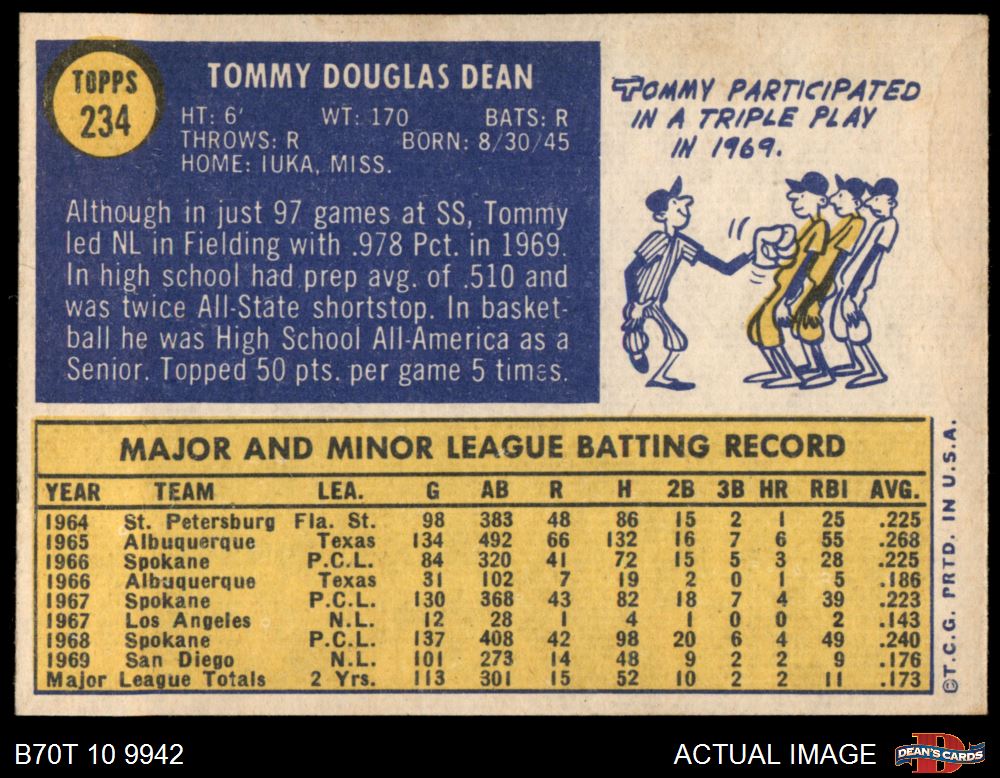 TOPPS
234
TOMMY DOUGLAS DEAN
HT: 6' WT: 170 BATS: R
THROWS: R BORN: 8/30/45
HOME: IUKA, MISS.
Although in just 97 games at SS, Tommy
led NL in Fielding with .978 Pct. in 1969.
In high school had prep avg. of .510 and
was twice All-State shortstop. In basket-
ball he was High School All-America as a
Senior. Topped 50 pts. per game 5 times.
TOMMY PARTICIPATED
IN A TRIPLE PLAY
IN 1969.
MAJOR AND MINOR LEAGUE BATTING RECORD
YEAR TEAM LEA. G AB R H 2B 3B HR RBI AVG.
1964 St. Petersburg Fla. St. 98 383 48 86 15 2 1 25 .225
1965 Albuquerque Texas 134 492 66 132 16 7 6 55 .268
1966 Spokane P.C.L. 84 320 41 72 15 5 3 28 .225
1966 Albuquerque Texas 31 102 7 19 2 0 1 5 .186
1967 Spokane P.C.L. 130 368 43 82 18 7 4 39 .223
1967 Los Angeles N.L. 12 28 1 4 1 0 0 2 .143
1968 Spokane P.C.L. 137 408 42 98 20 6 4 49 .240
1969 San Diego N.L. 101 273 14 48 9 2 2 9 .176
Major League Totals 2 Yrs. 113 301 15 52 10 2 2 11 .173
©T.C.G. PRTD. IN U.S.A.
B70T 10 9942
ACTUAL IMAGE
DEAN'S CARDS